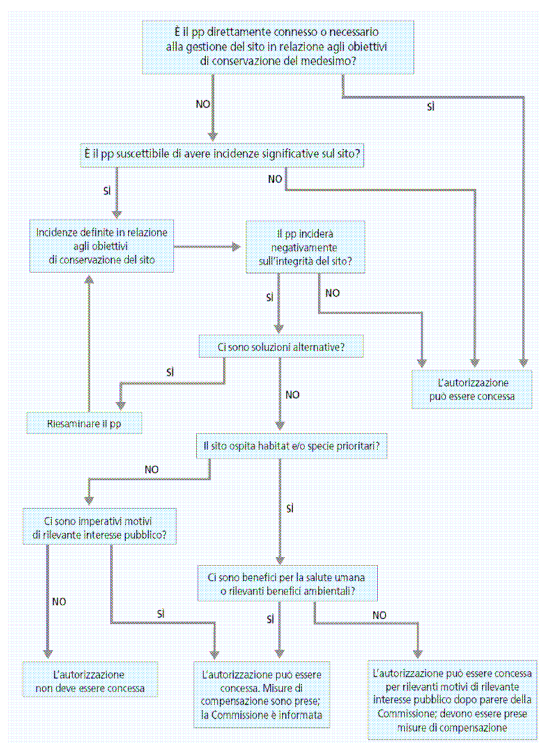 È il pp direttamente connesso o necessario
alla gestione del sito in relazione agli obiettivi
di conservazione del medesimo?
NO
SÌ
È il pp suscettibile di avere incidenze significative sul sito?
SÌ
NO
Incidenze definite in relazione
agli obiettivi
di conservazione del sito
Il pp inciderà
negativamente
sull'integrità del sito?
SÌ
NO
Ci sono soluzioni alternative?
SÌ
NO
L'autorizzazione
può essere concessa
Riesaminare il pp
Il sito ospita habitat e/o specie prioritari?
NO
SÌ
Ci sono imperativi motivi
di rilevante interesse pubblico?
Ci sono benefici per la salute umana
o rilevanti benefici ambientali?
NO
SÌ
SÌ
NO
L'autorizzazione
non deve essere concessa
L'autorizzazione può essere
concessa. Misure di
compensazione sono prese;
la Commissione è informata
L'autorizzazione può essere concessa
per rilevanti motivi di rilevante
interesse pubblico dopo parere della
Commissione; devono essere prese
misure di compensazione